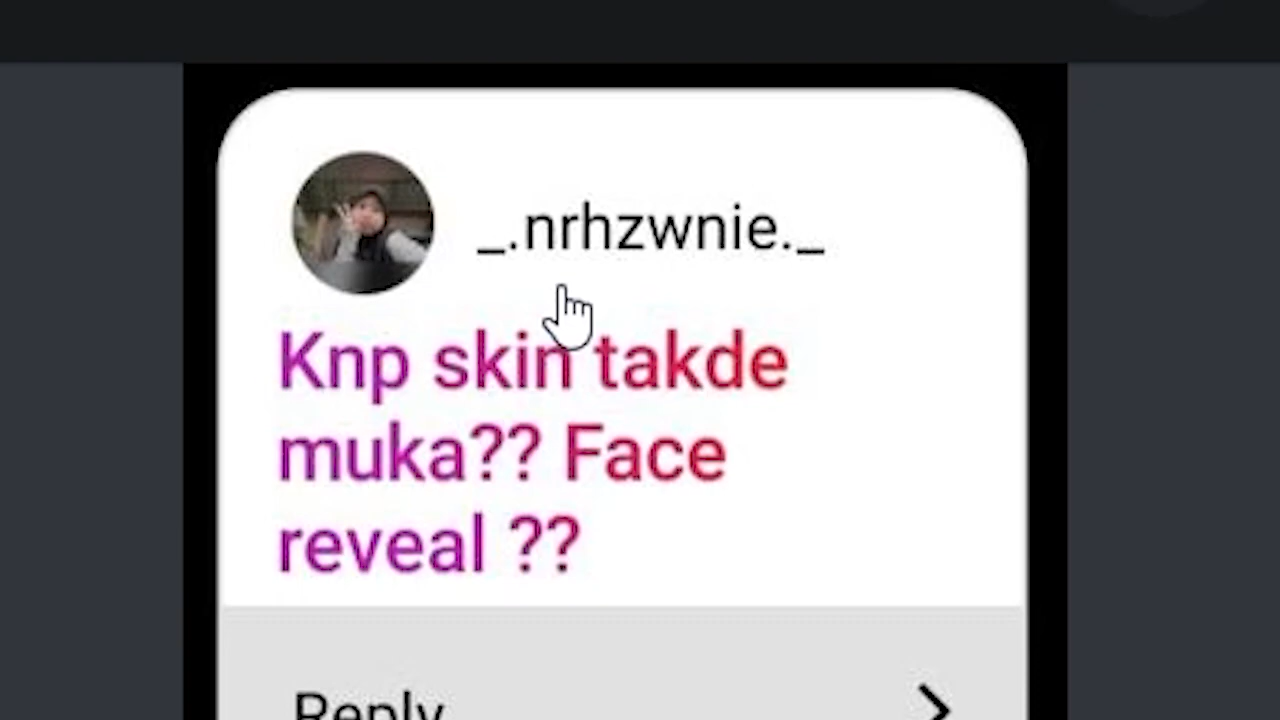 _.nrhzwnie._
Knp skin takde
muka?? Face
reveal ??
Reply